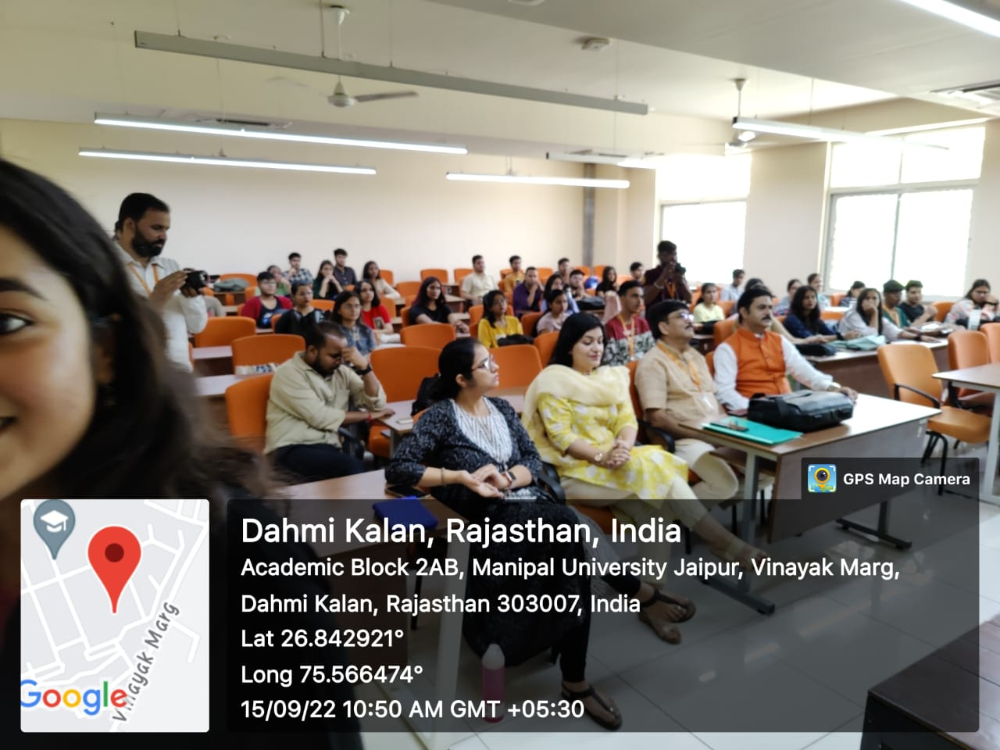 GPS Map Camera
Dahmi Kalan, Rajasthan, India
Academic Block 2AB, Manipal University Jaipur, Vinayak Marg,
Dahmi Kalan, Rajasthan 303007, India
Lat 26.842921°
Long 75.566474°
15/09/22 10:50 AM GMT +05:30
Vinayak Marg
Google